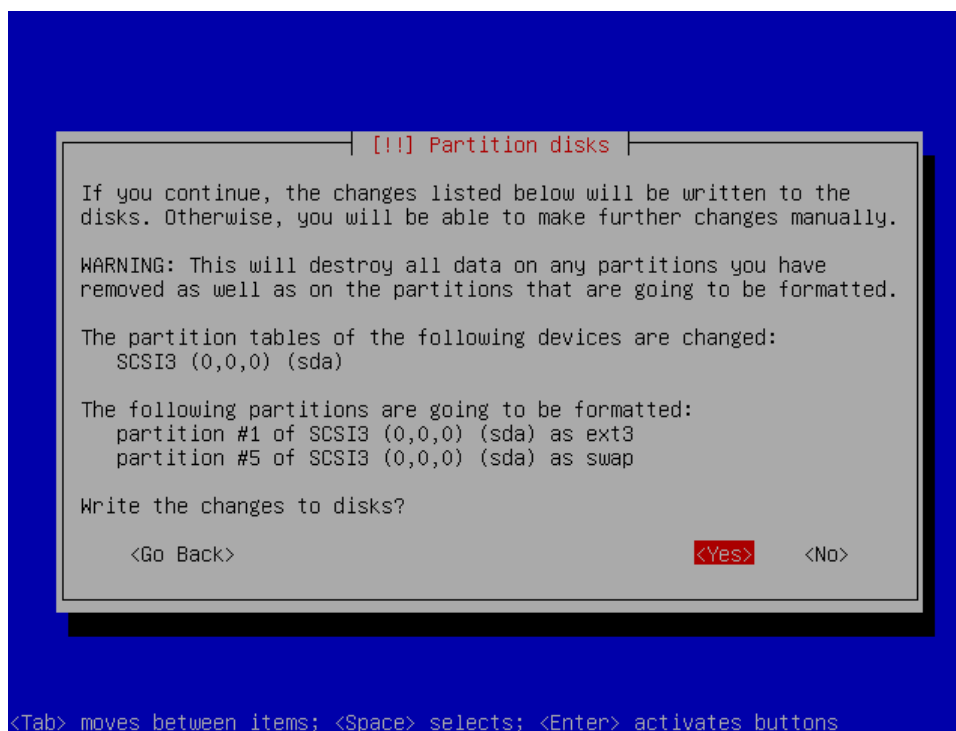 [!!] Partition disks
If you continue, the changes listed below will be written to the
disks. Otherwise, you will be able to make further changes manually.
WARNING: This will destroy all data on any partitions you have
removed as well as on the partitions that are going to be formatted.
The partition tables of the following devices are changed:
SCSI3 (0,0,0) (sda)
The following partitions are going to be formatted:
partition #1 of SCSI3 (0,0,0) (sda) as ext3
partition #5 of SCSI3 (0,0,0) (sda) as swap
Write the changes to disks?
<Go Back> <Yes> <No>
<Tab> moves between items; <Space> selects; <Enter> activates buttons